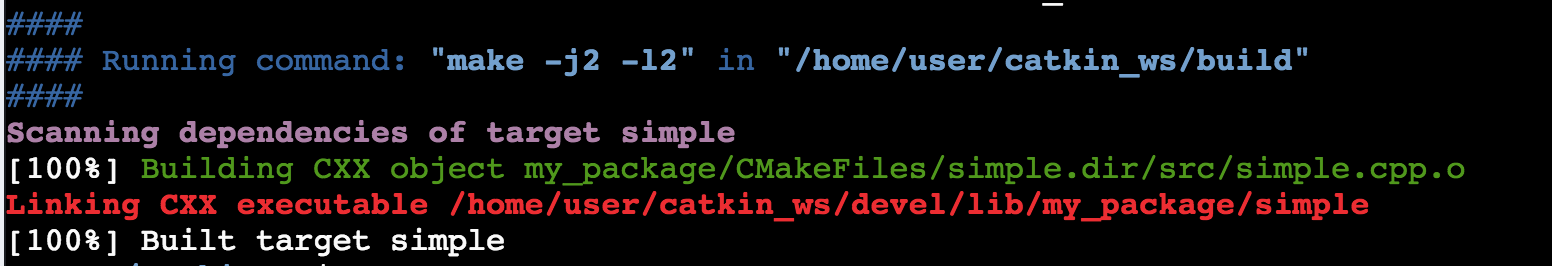 ####
#### Running command: "make -j2 -l2" in "/home/user/catkin_ws/build"
####
Scanning dependencies of target simple
[100%] Building CXX object my_package/CMakeFiles/simple.dir/src/simple.cpp.o
Linking CXX executable /home/user/catkin_ws/devel/lib/my_package/simple
[100%] Built target simple